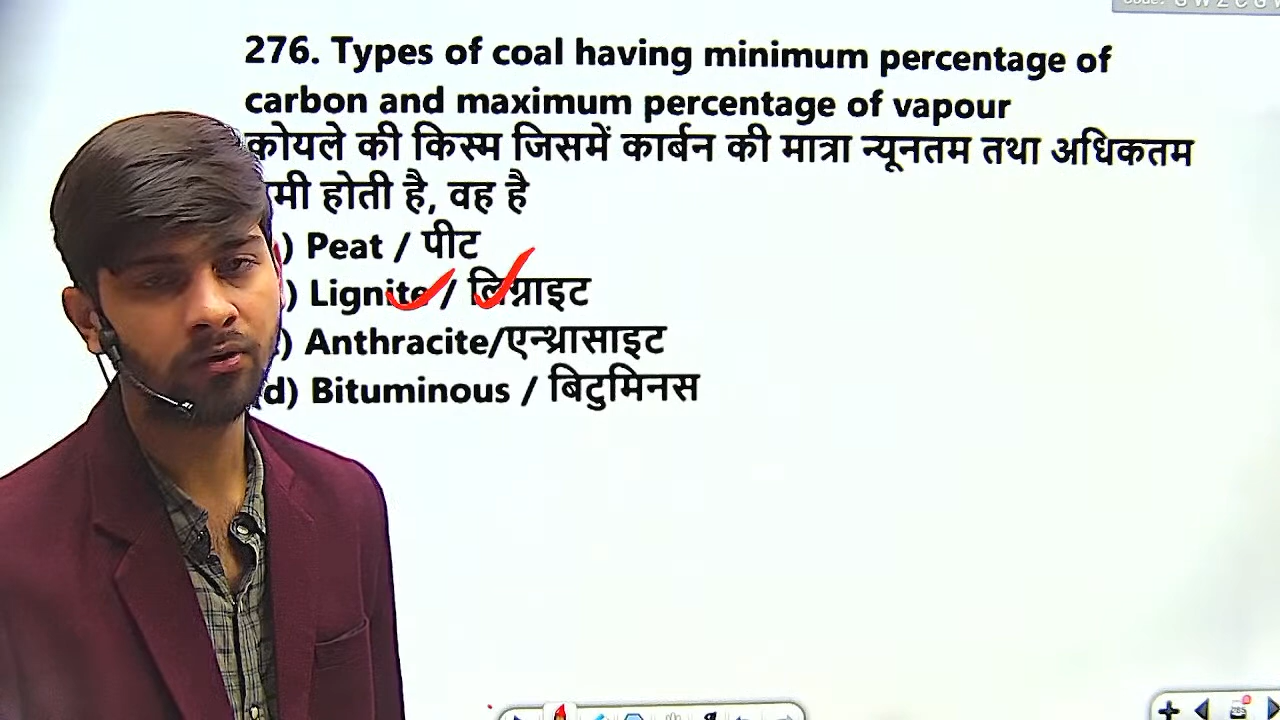 276. Types of coal having minimum percentage of
carbon and maximum percentage of vapour
कोयले की किस्म जिसमें कार्बन की मात्रा न्यूनतम तथा अधिकतम
होती है, वह है
) Peat / पीट
) Lignite / लिग्नाइट
) Anthracite/एन्थ्रासाइट
(d) Bituminous / बिटुमिनस